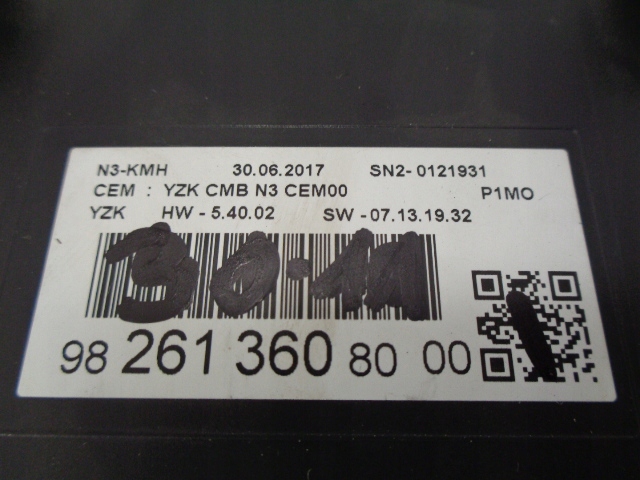 N3-KMH 30.06.2017 SN2- 0121931
CEM : YZK CMB N3 CEM00 P1MO
YZK HW - 5.40.02 SW - 07.13.19.32
30.11
98 261 360 80 00